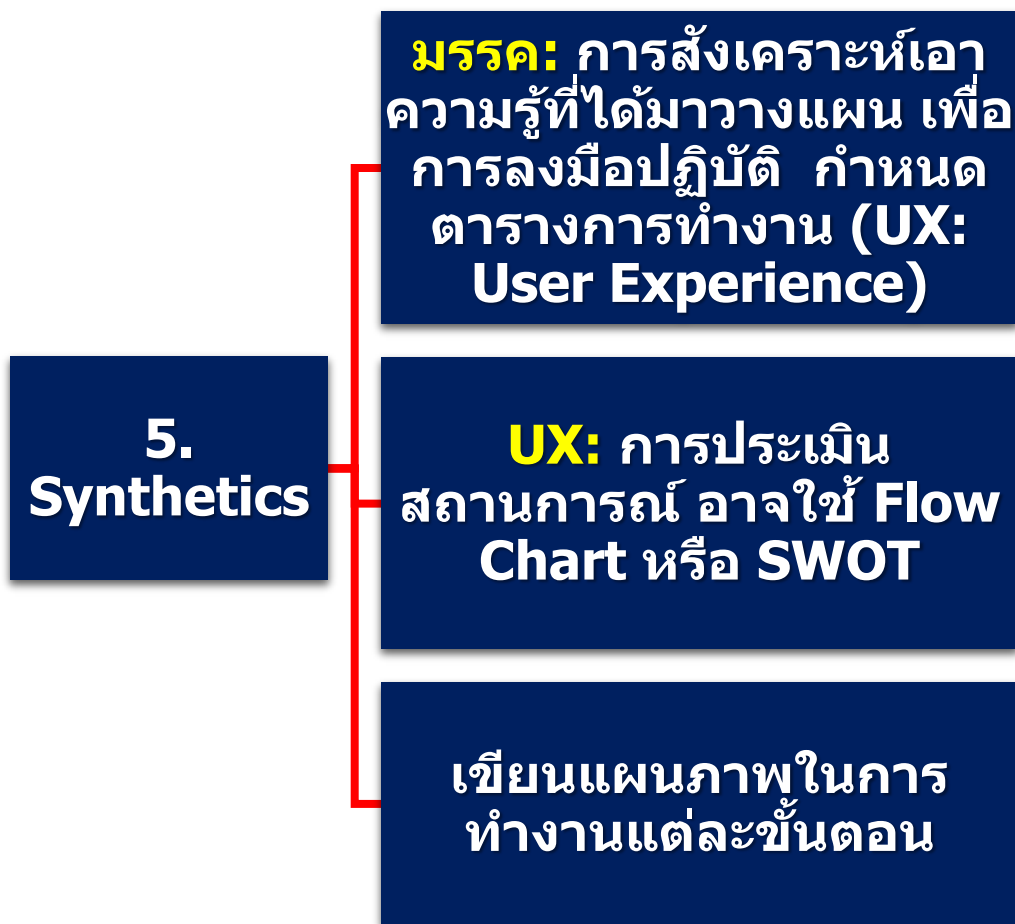 5.
Synthetics
มรรค: การสังเคราะห์เอา
ความรู้ที่ได้มาวางแผน เพื่อ
การลงมือปฏิบัติ กำหนด
ตารางการทำงาน (UX:
User Experience)
UX: การประเมิน
สถานการณ์ อาจใช้ Flow
Chart หรือ SWOT
เขียนแผนภาพในการ
ทำงานแต่ละขั้นตอน